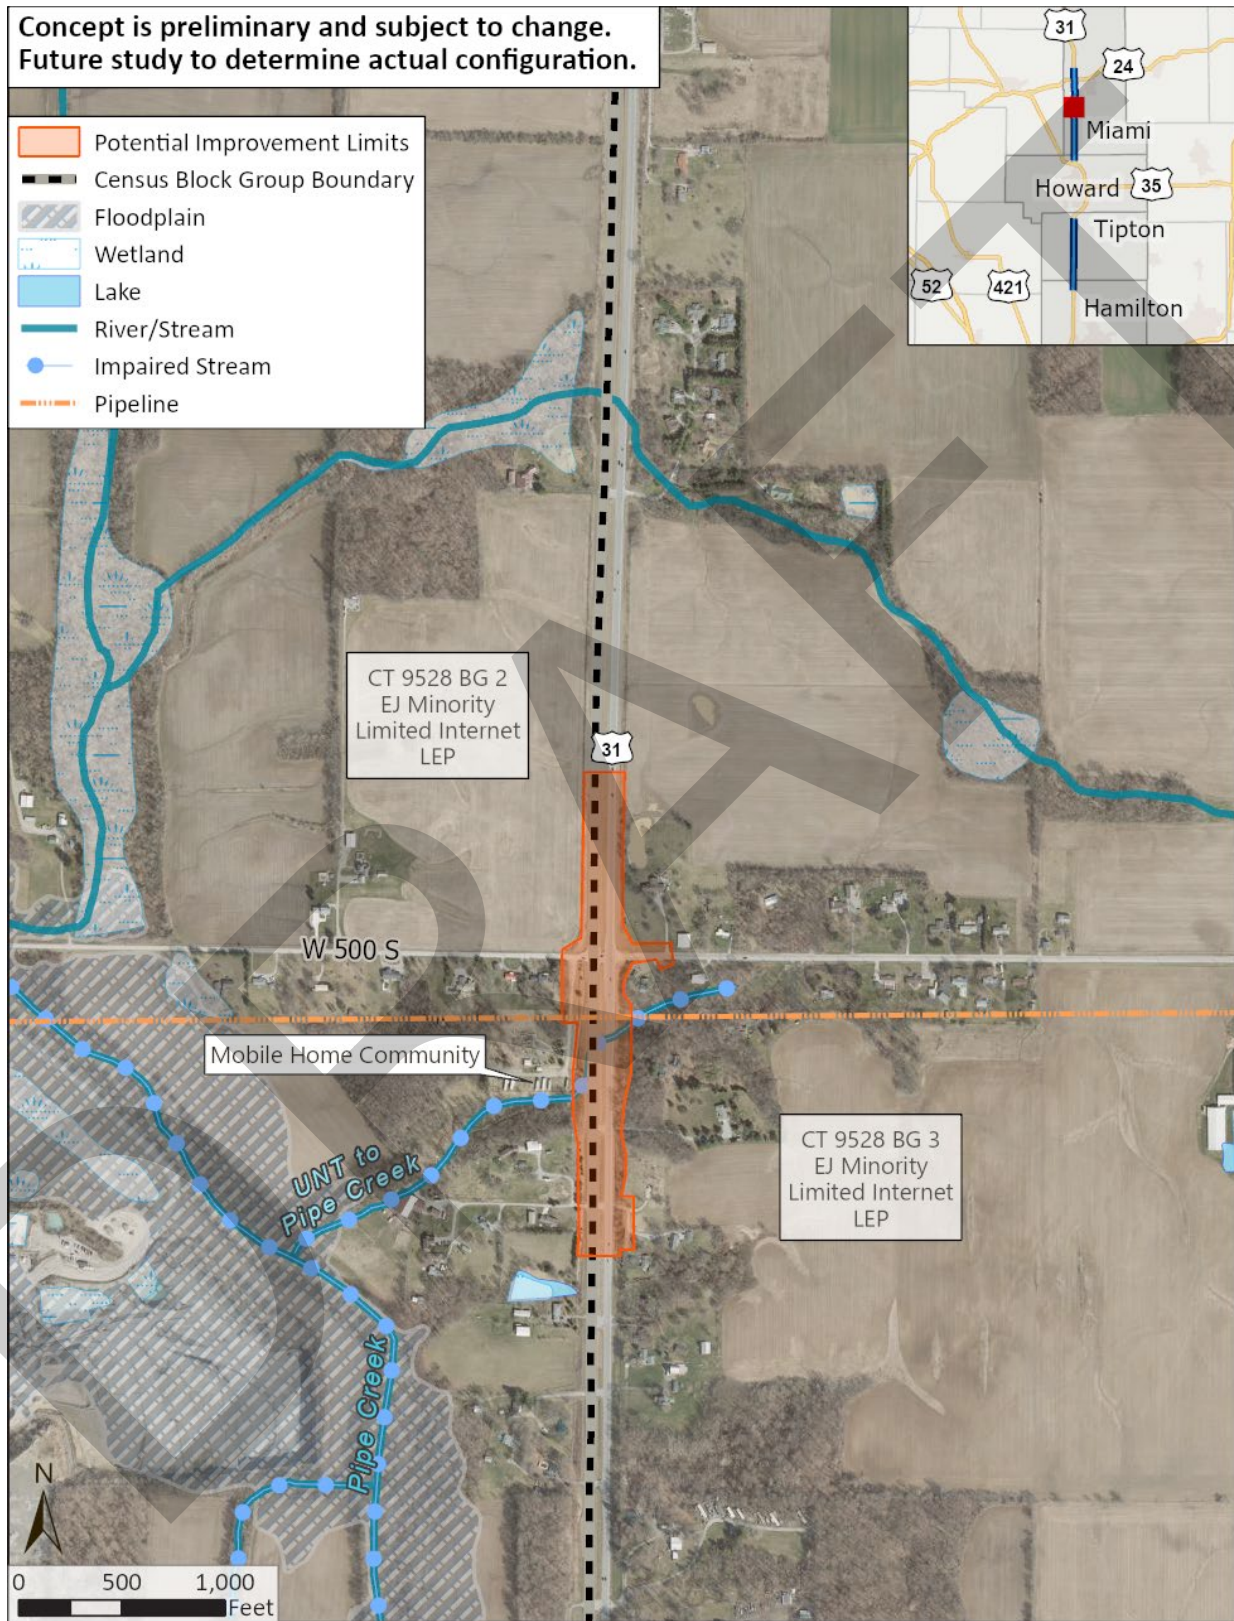 Concept is preliminary and subject to change.
Future study to determine actual configuration.
Potential Improvement Limits
Census Block Group Boundary
Floodplain
Wetland
Lake
River/Stream
Impaired Stream
Pipeline
31
24
Miami
Howard
35
Tipton
52
421
Hamilton
CT 9528 BG 2
EJ Minority
Limited Internet
LEP
31
W 500 S
Mobile Home Community
UNT to
Pipe Creek
CT 9528 BG 3
EJ Minority
Limited Internet
LEP
Pipe Creek
N
0 500 1,000
Feet
DRAFT